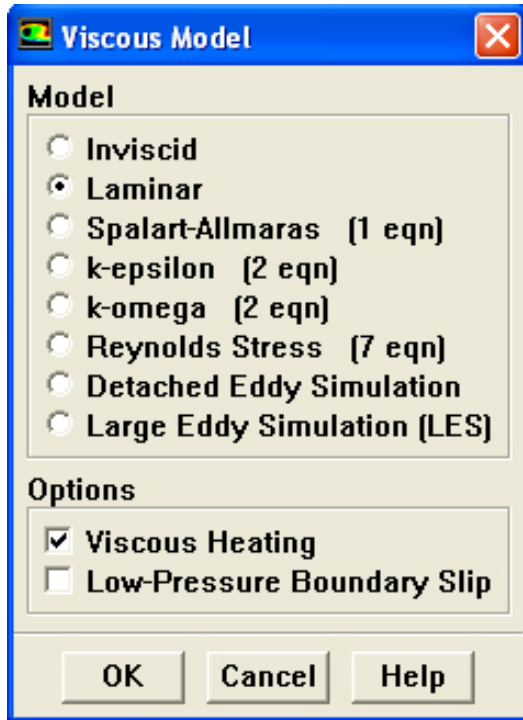 Viscous Model
Model
Inviscid
Laminar
Spalart-Allmaras (1 eqn)
k-epsilon (2 eqn)
k-omega (2 eqn)
Reynolds Stress (7 eqn)
Detached Eddy Simulation
Large Eddy Simulation (LES)
Options
Viscous Heating
Low-Pressure Boundary Slip
OK Cancel Help